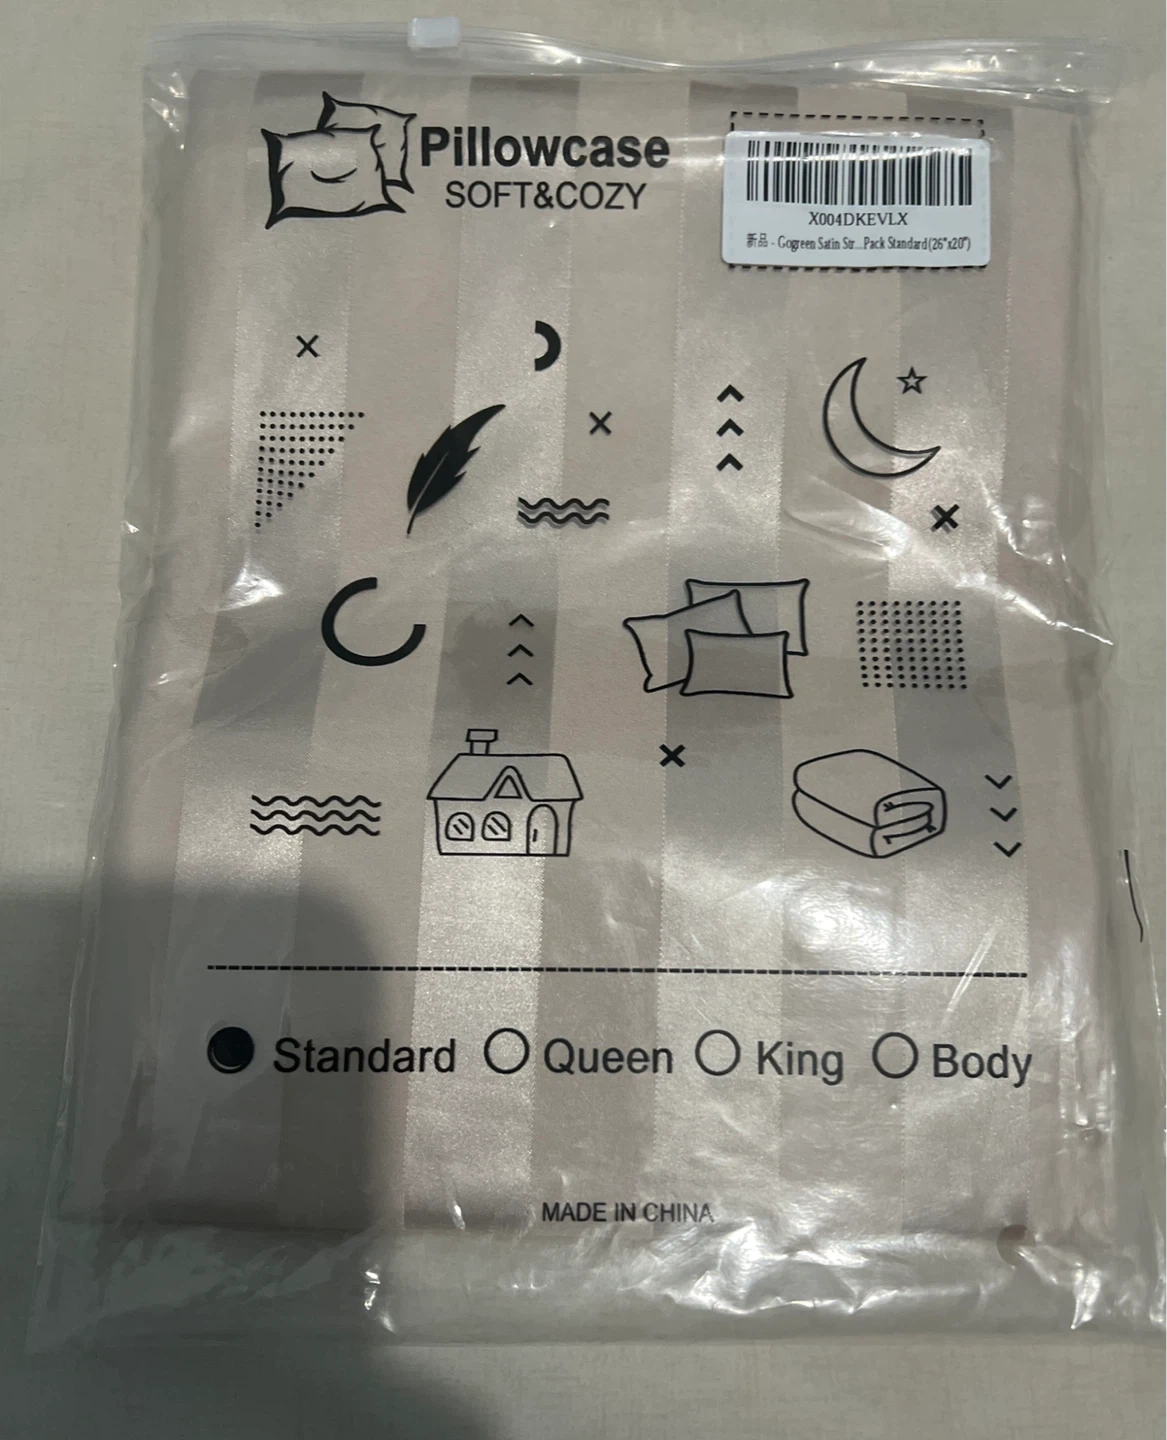 Pillowcase
SOFT&COZY
X004DKEVLX
新品 - Gogreen Satin Str...Pack Standard(26"x20")
Standard Queen King Body
MADE IN CHINA